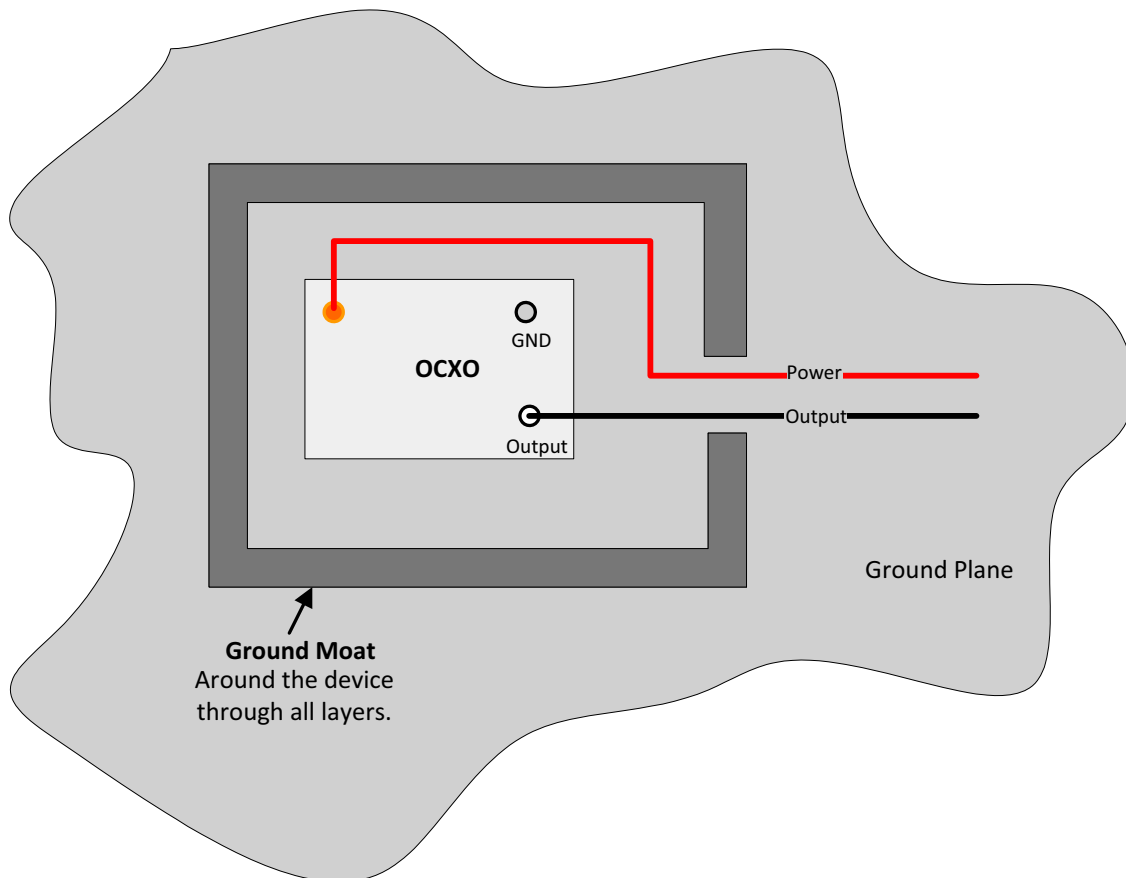 GND
OCXO
Power
Output
Output
Ground Plane
Ground Moat
Around the device
through all layers.